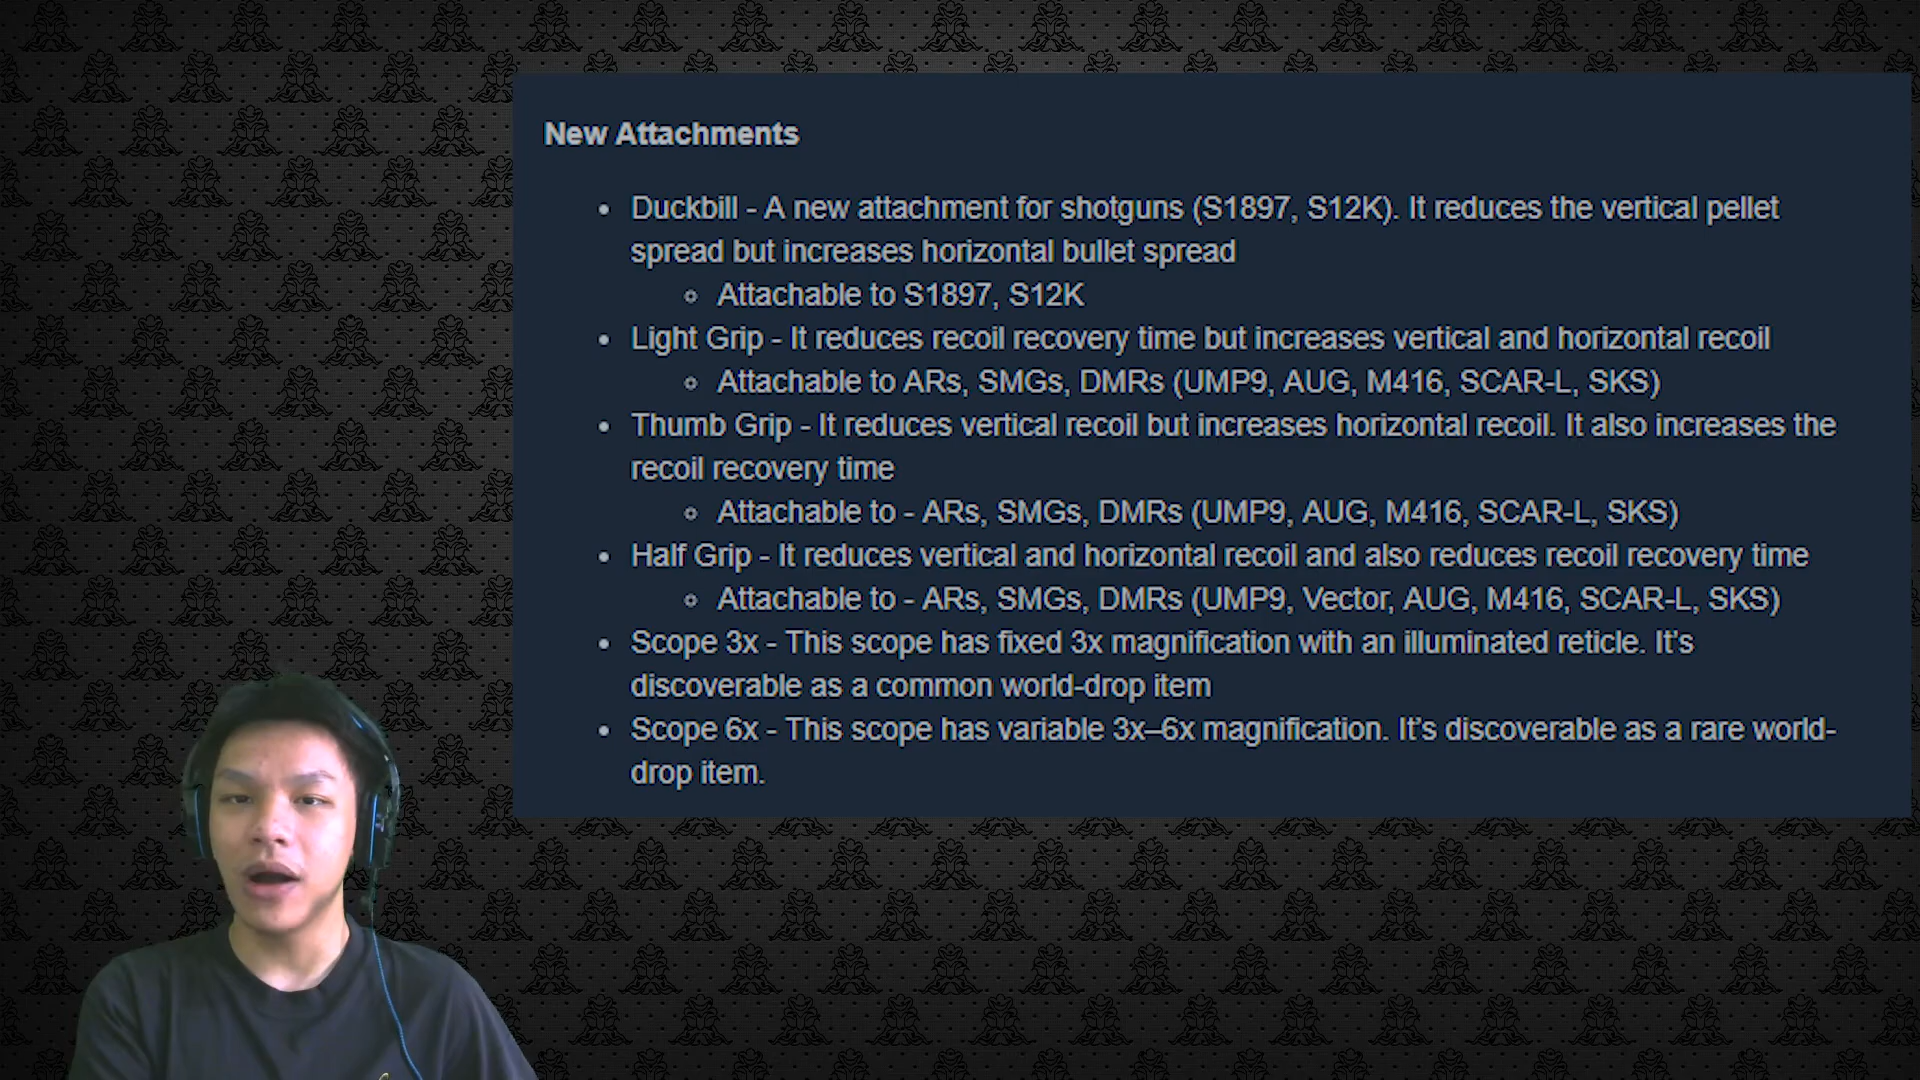 New Attachments
Duckbill - A new attachment for shotguns (S1897, S12K). It reduces the vertical pellet
spread but increases horizontal bullet spread
Attachable to S1897, S12K
Light Grip - It reduces recoil recovery time but increases vertical and horizontal recoil
Attachable to ARs, SMGs, DMRs (UMP9, AUG, M416, SCAR-L, SKS)
Thumb Grip - It reduces vertical recoil but increases horizontal recoil. It also increases the
recoil recovery time
Attachable to - ARs, SMGs, DMRs (UMP9, AUG, M416, SCAR-L, SKS)
Half Grip - It reduces vertical and horizontal recoil and also reduces recoil recovery time
Attachable to - ARs, SMGs, DMRs (UMP9, Vector, AUG, M416, SCAR-L, SKS)
Scope 3x - This scope has fixed 3x magnification with an illuminated reticle. It’s
discoverable as a common world-drop item
Scope 6x - This scope has variable 3x–6x magnification. It’s discoverable as a rare world-
drop item.